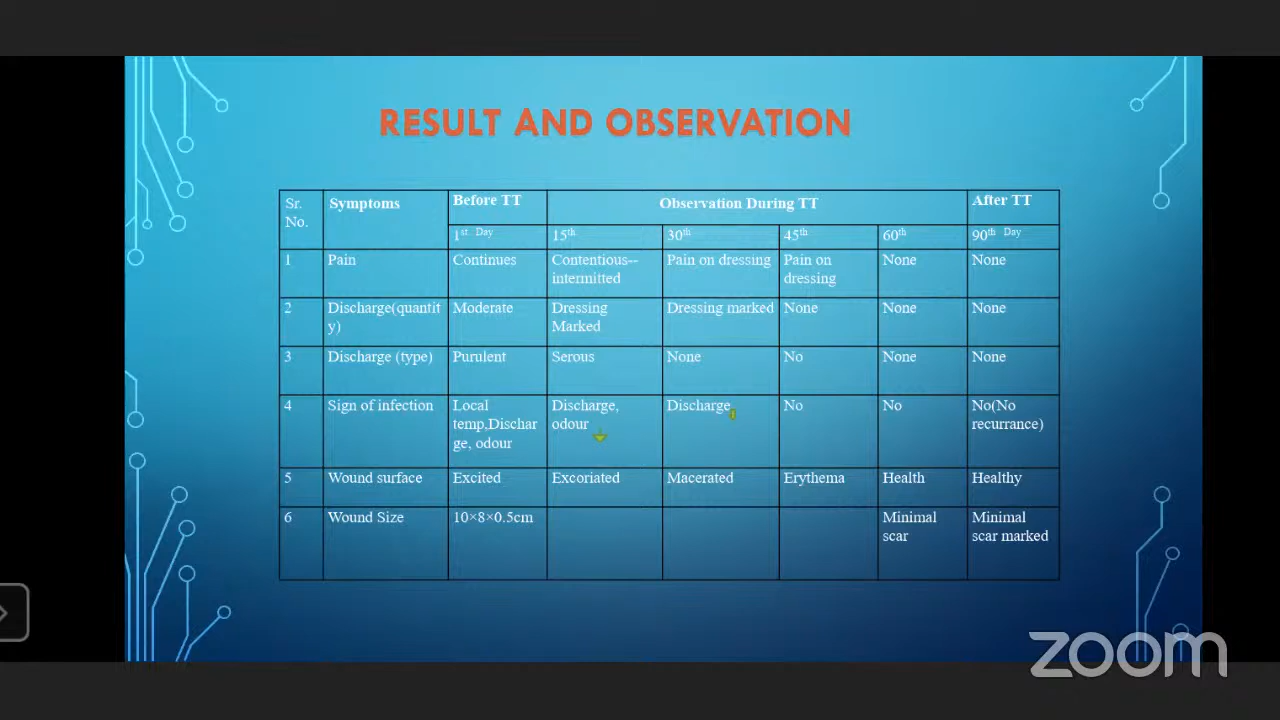 RESULT AND OBSERVATION
Sr. No. Symptoms Before TT Observation During TT After TT
1st Day 15th 30th 45th 60th 90th Day
1 Pain Continues Contentious--intermitted Pain on dressing Pain on dressing None None
2 Discharge(quantity) Moderate Dressing Marked Dressing marked None None None
3 Discharge (type) Purulent Serous None No None None
4 Sign of infection Local temp,Discharge, odour Discharge, odour Discharge No No No(No recurrance)
5 Wound surface Excited Excoriated Macerated Erythema Health Healthy
6 Wound Size 10×8×0.5cm Minimal scar Minimal scar marked
zoom